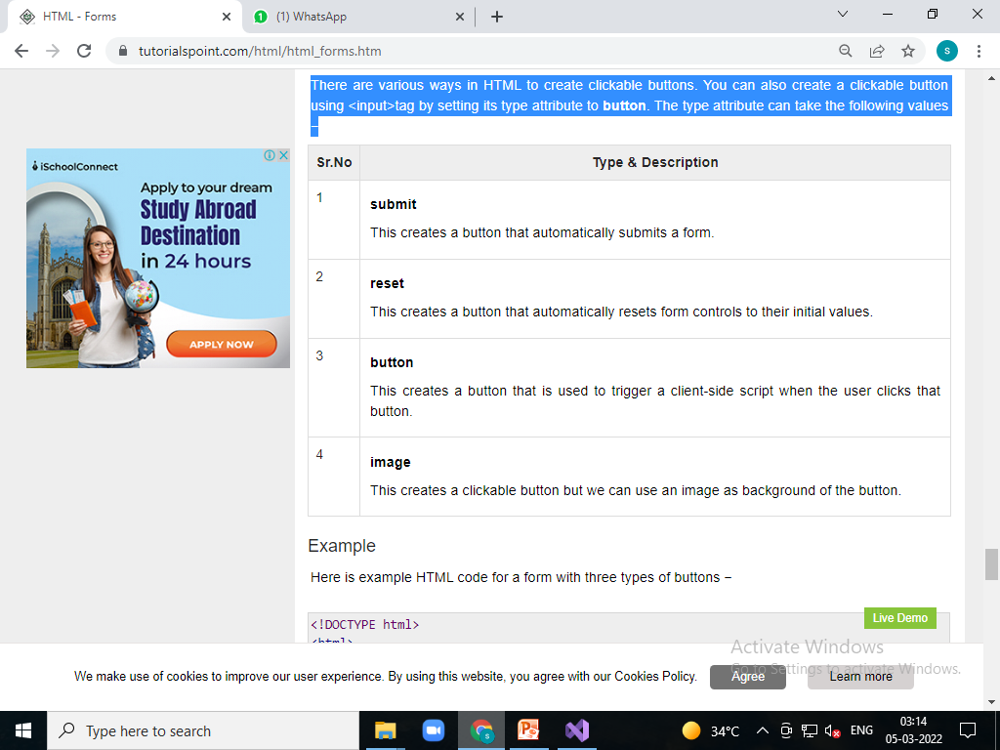 HTML - Forms
1
(1) WhatsApp
tutorialspoint.com/html/html_forms.htm
s
There are various ways in HTML to create clickable buttons. You can also create a clickable button
using <input>tag by setting its type attribute to button. The type attribute can take the following values
–
iSchoolConnect
Apply to your dream
Study Abroad
Destination
in 24 hours
APPLY NOW
Sr.No Type & Description
1
submit
This creates a button that automatically submits a form.
2
reset
This creates a button that automatically resets form controls to their initial values.
3
button
This creates a button that is used to trigger a client-side script when the user clicks that
button.
4
image
This creates a clickable button but we can use an image as background of the button.
Example
Here is example HTML code for a form with three types of buttons −
Live Demo
<!DOCTYPE html>
<html>
We make use of cookies to improve our user experience. By using this website, you agree with our Cookies Policy.
Agree
Learn more
Activate Windows
Go to Settings to activate Windows.
Type here to search
s
P
34°C
ENG
03:14
05-03-2022